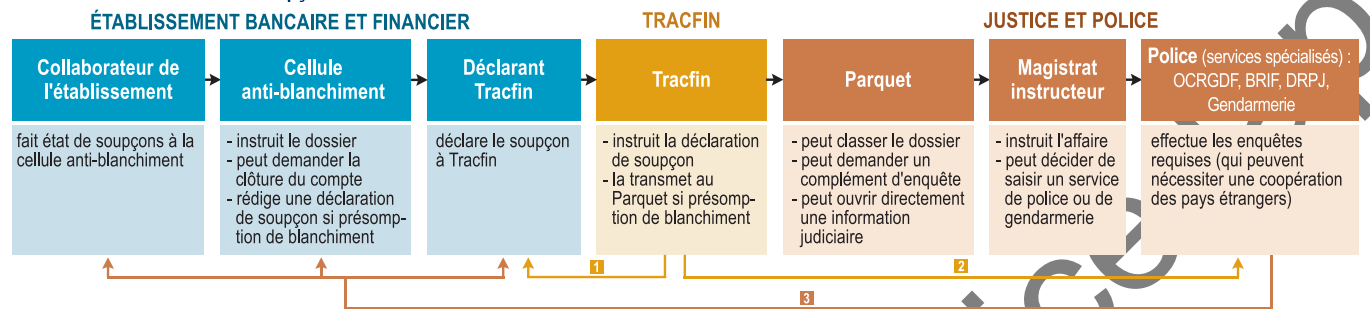 ÉTABLISSEMENT BANCAIRE ET FINANCIER
TRACFIN
JUSTICE ET POLICE
Collaborateur de
l'établissement
fait état de soupçons à la
cellule anti-blanchiment
Cellule
anti-blanchiment
- instruit le dossier
- peut demander la
clôture du compte
- rédige une déclaration
de soupçon si présomp-
tion de blanchiment
Déclarant
Tracfin
déclare le soupçon
à Tracfin
Tracfin
- instruit la déclaration
de soupçon
- la transmet au
Parquet si présomp-
tion de blanchiment
Parquet
- peut classer le dossier
- peut demander un
complément d'enquête
- peut ouvrir directement
une information
judiciaire
Magistrat
instructeur
- instruit l'affaire
- peut décider de
saisir un service
de police ou de
gendarmerie
Police (services spécialisés) :
OCRGDF, BRIF, DRPJ,
Gendarmerie
effectue les enquêtes
requises (qui peuvent
nécessiter une coopération
des pays étrangers)
1
2
3